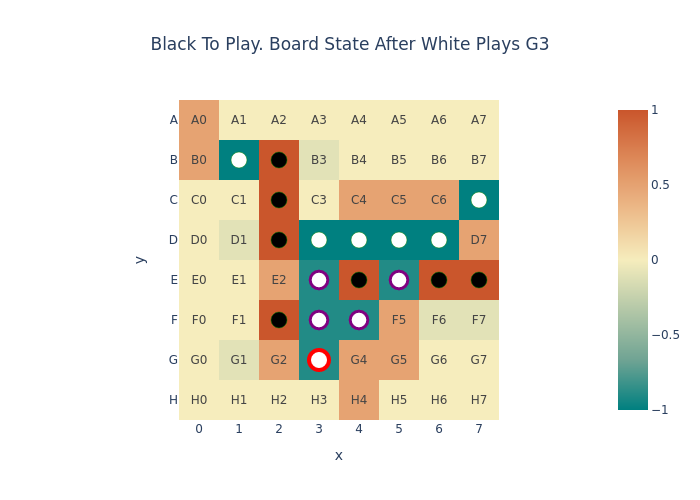 Black To Play. Board State After White Plays G3
A A0 A1 A2 A3 A4 A5 A6 A7
B B0 B3 B4 B5 B6 B7
C C0 C1 C3 C4 C5 C6
D D0 D1 D7
E E0 E1 E2
F F0 F1 F5 F6 F7
G G0 G1 G2 G4 G5 G6 G7
H H0 H1 H2 H3 H4 H5 H6 H7
0 1 2 3 4 5 6 7
x
y
1
0.5
0
−0.5
−1